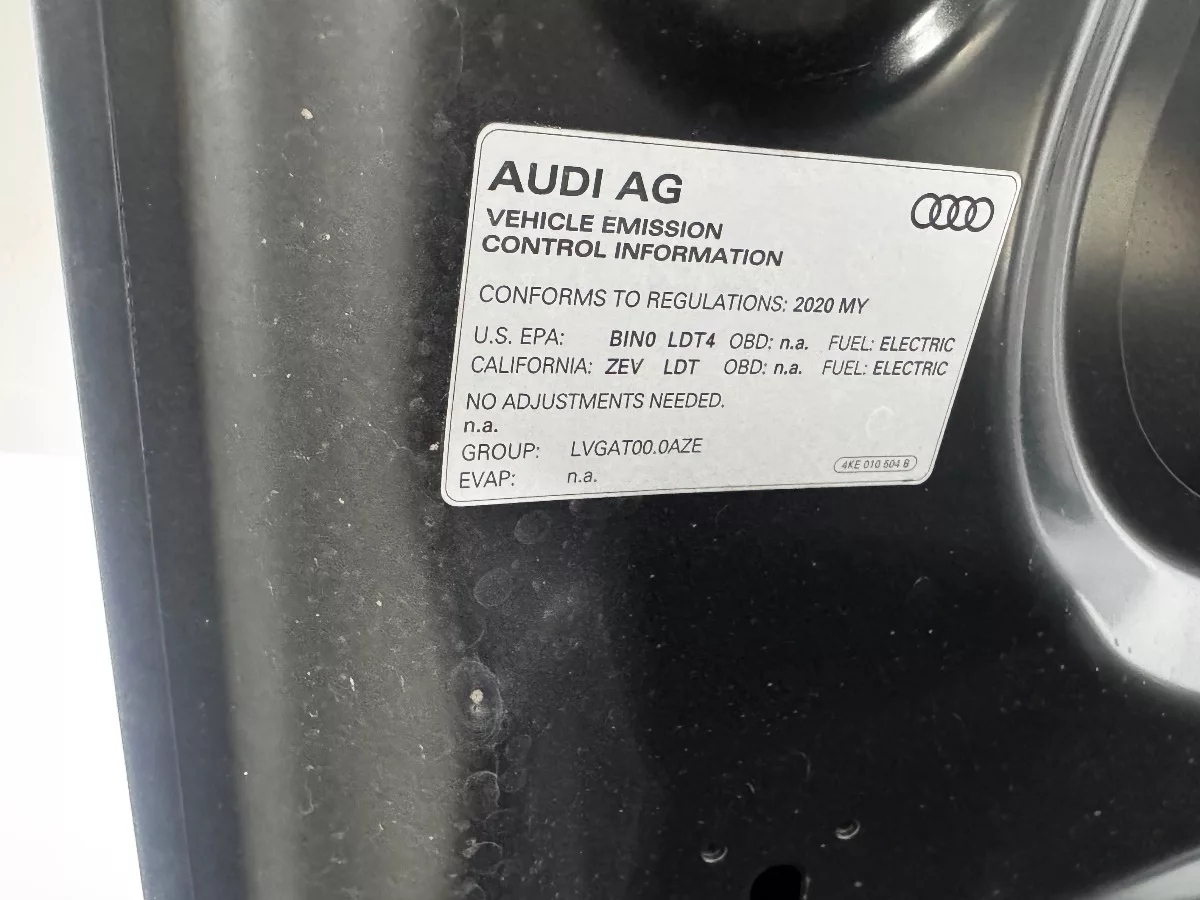 AUDI AG
VEHICLE EMISSION
CONTROL INFORMATION
CONFORMS TO REGULATIONS: 2020 MY
U.S. EPA: BIN0 LDT4 OBD: n.a. FUEL: ELECTRIC
CALIFORNIA: ZEV LDT OBD: n.a. FUEL: ELECTRIC
NO ADJUSTMENTS NEEDED.
n.a.
GROUP: LVGAT00.0AZE
EVAP: n.a.
4KE 010 504 B